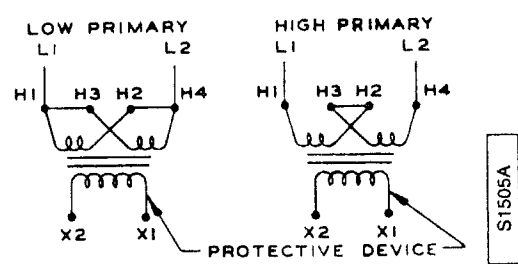 LOW PRIMARY
L1 L2
H1 H3 H2 H4
X2 X1
HIGH PRIMARY
L1 L2
H1 H3 H2 H4
X2 X1
PROTECTIVE DEVICE
S1505A